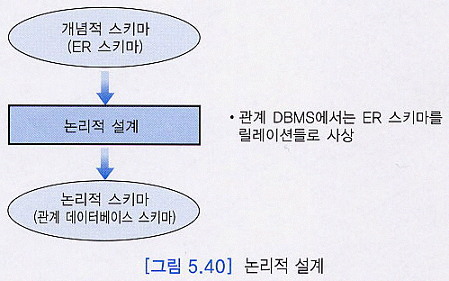 개념적 스키마
(ER 스키마)
논리적 설계
• 관계 DBMS에서는 ER 스키마를
릴레이션들로 사상
논리적 스키마
(관계 데이터베이스 스키마)
[그림 5.40] 논리적 설계